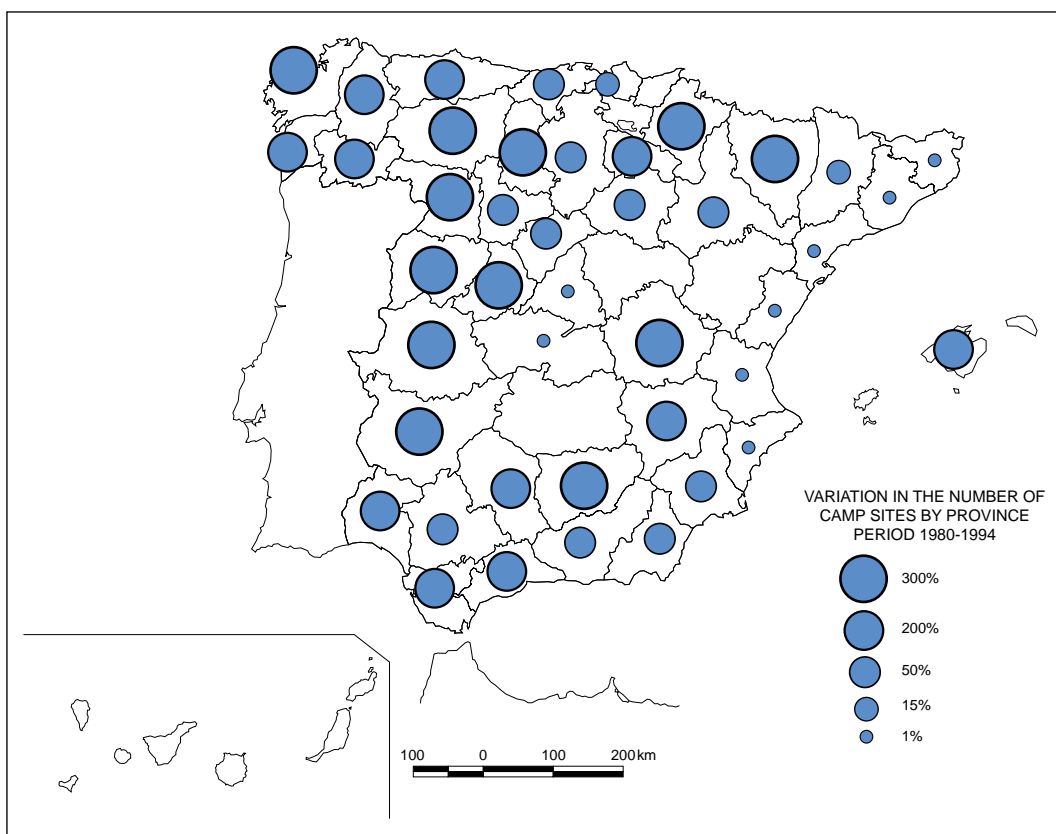 VARIATION IN THE NUMBER OF
CAMP SITES BY PROVINCE
PERIOD 1980-1994
300%
200%
50%
15%
1%
100 0 100 200 km